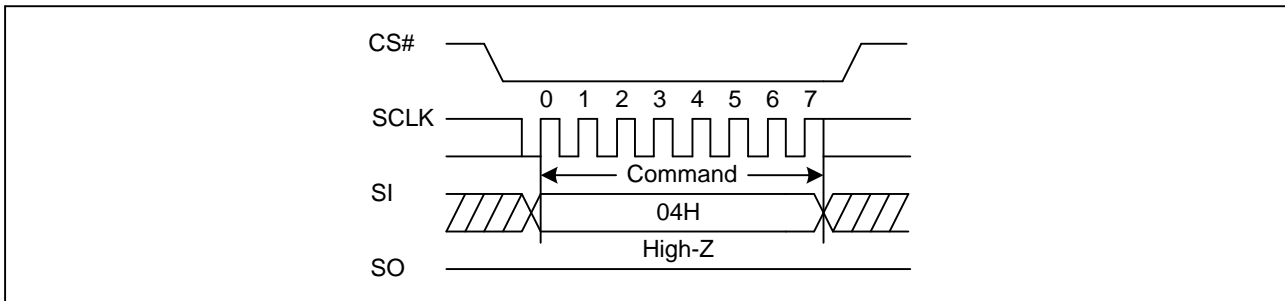 CS#
0 1 2 3 4 5 6 7
SCLK
Command
SI
04H
High-Z
SO